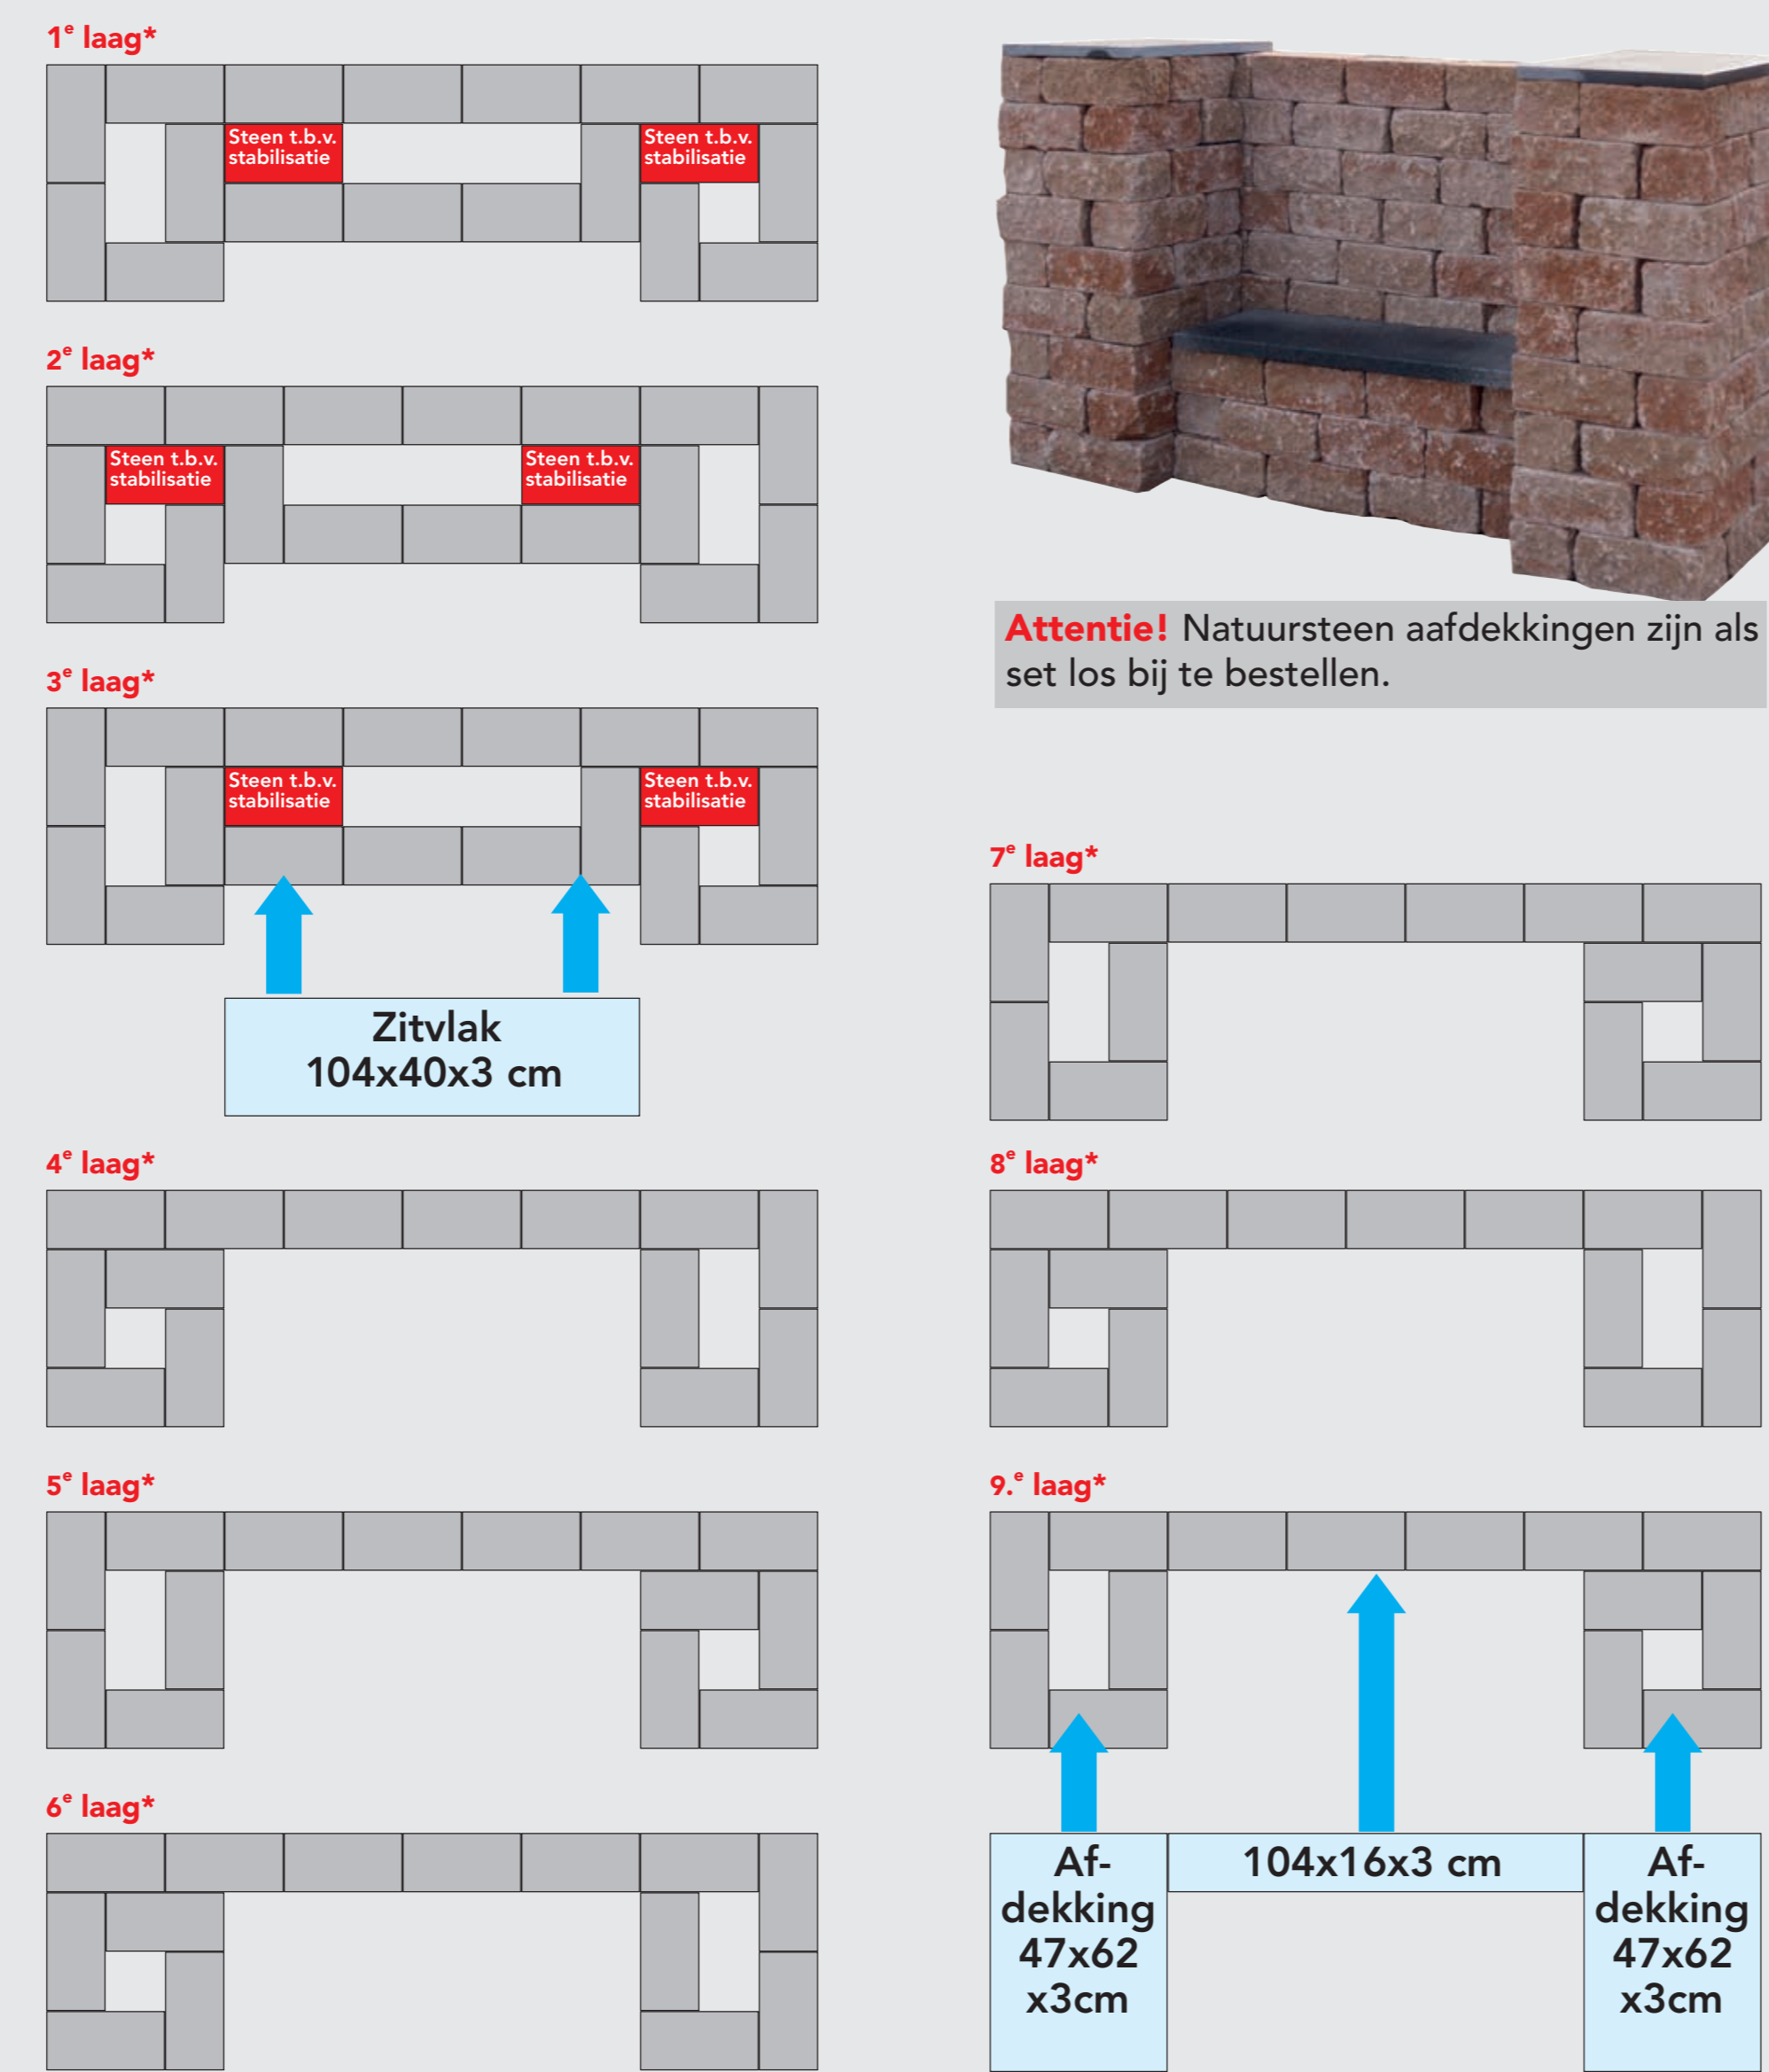 1e laag*
Steen t.b.v.
stabilisatie
Steen t.b.v.
stabilisatie
2e laag*
Steen t.b.v.
stabilisatie
Steen t.b.v.
stabilisatie
3e laag*
Steen t.b.v.
stabilisatie
Steen t.b.v.
stabilisatie
Zitvlak
104x40x3 cm
4e laag*
5e laag*
6e laag*
Attentie! Natuursteen aafdekkingen zijn als
set los bij te bestellen.
7e laag*
8e laag*
9.e laag*
Af-
dekking
47x62
x3cm
104x16x3 cm
Af-
dekking
47x62
x3cm